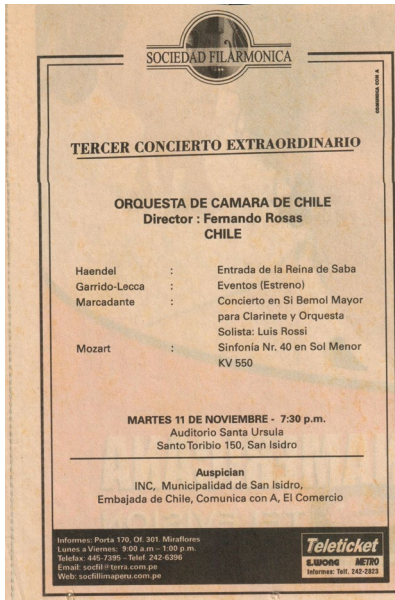 SOCIEDAD FILARMONICA
COMUNICA CON A
TERCER CONCIERTO EXTRAORDINARIO
ORQUESTA DE CAMARA DE CHILE
Director : Fernando Rosas
CHILE
Haendel : Entrada de la Reina de Saba
Garrido-Lecca : Eventos (Estreno)
Marcadante : Concierto en Si Bemol Mayor
para Clarinete y Orquesta
Solista: Luis Rossi
Mozart : Sinfonía Nr. 40 en Sol Menor
KV 550
MARTES 11 DE NOVIEMBRE - 7:30 p.m.
Auditorio Santa Ursula
Santo Toribio 150, San Isidro
Auspician
INC, Municipalidad de San Isidro,
Embajada de Chile, Comunica con A, El Comercio
Informes: Porta 170, Of. 301. Miraflores
Lunes a Viernes: 9:00 a.m – 1:00 p.m.
Telefax: 445-7395 - Telef. 242-6396
Email: socfil@terra.com.pe
Web: socfillimaperu.com.pe
Teleticket
E.WONG METRO
Informes: Telf. 242-2823